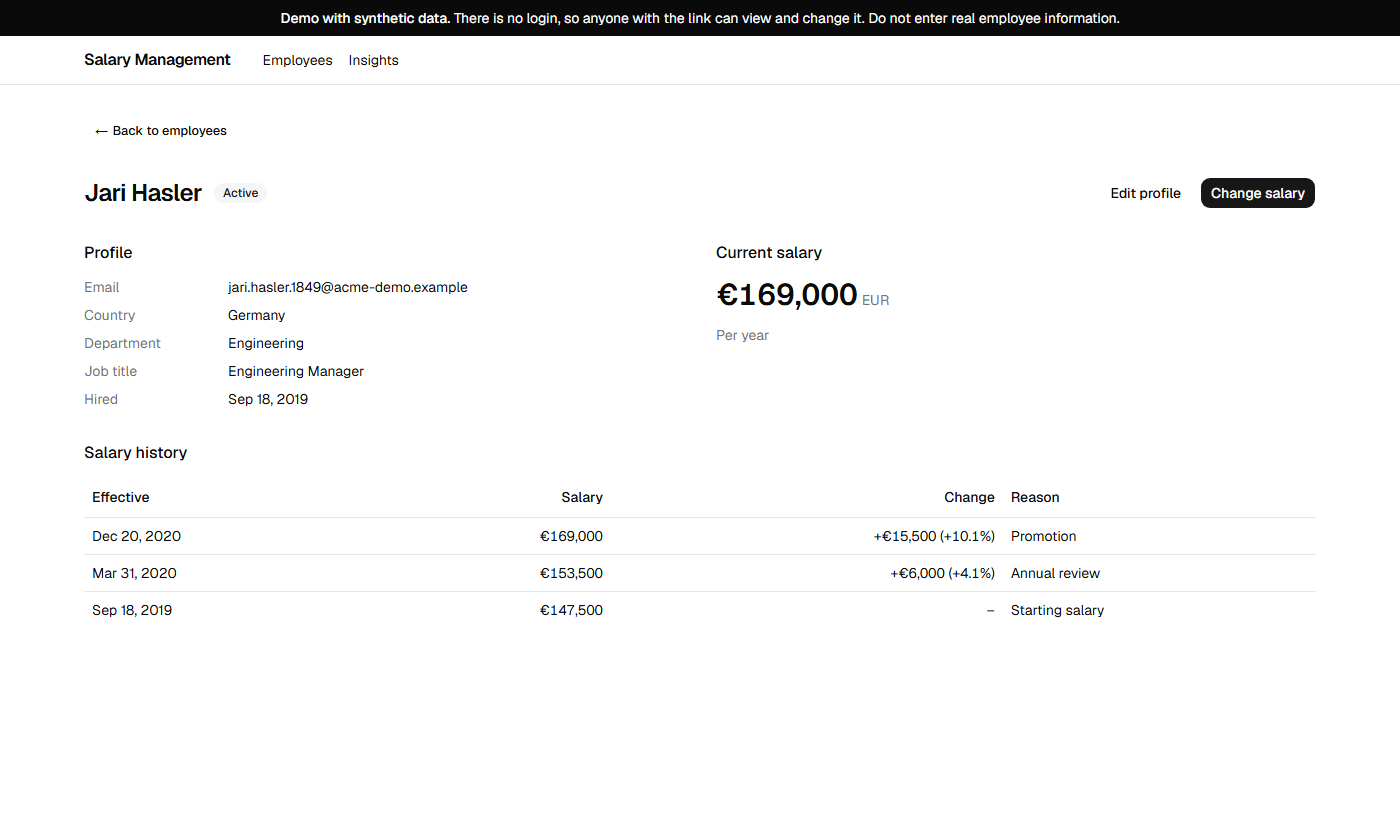 Demo with synthetic data. There is no login, so anyone with the link can view and change it. Do not enter real employee information.
Salary Management Employees Insights
← Back to employees
Jari Hasler Active Edit profile Change salary
Profile Current salary
Email jari.hasler.1849@acme-demo.example €169,000 EUR
Country Germany
Per year
Department Engineering
Job title Engineering Manager
Hired Sep 18, 2019
Salary history
Effective Salary Change Reason
Dec 20, 2020 €169,000 +€15,500 (+10.1%) Promotion
Mar 31, 2020 €153,500 +€6,000 (+4.1%) Annual review
Sep 18, 2019 €147,500 – Starting salary